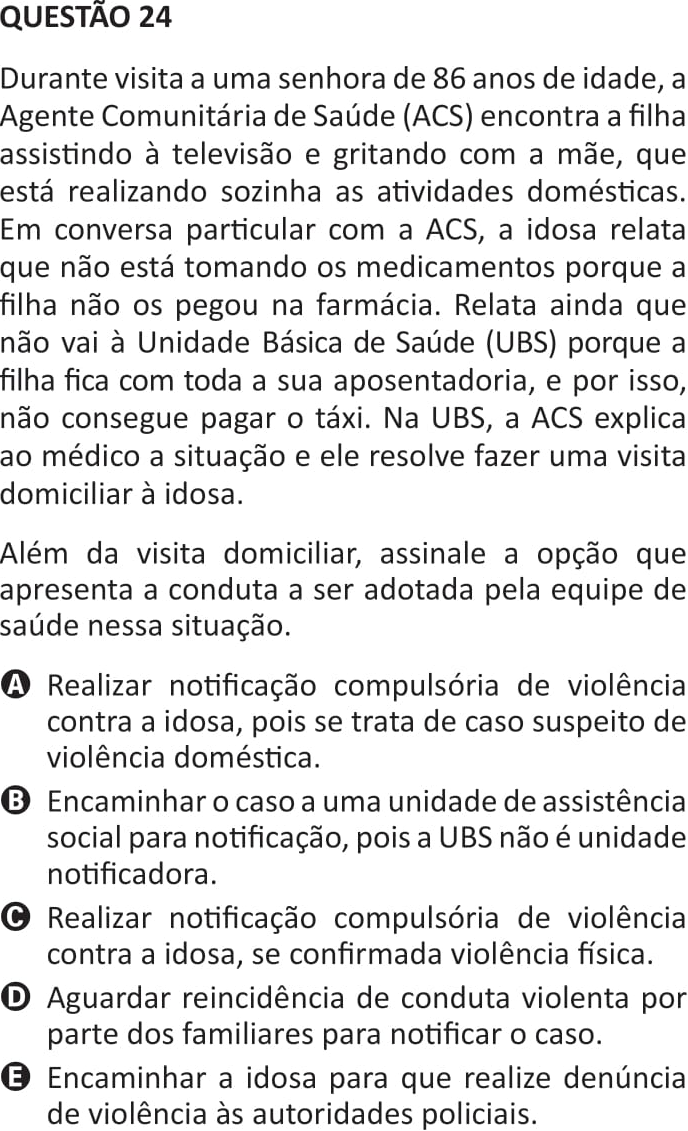 QUESTÃO 24
Durante visita a uma senhora de 86 anos de idade, a
Agente Comunitária de Saúde (ACS) encontra a filha
assistindo à televisão e gritando com a mãe, que
está realizando sozinha as atividades domésticas.
Em conversa particular com a ACS, a idosa relata
que não está tomando os medicamentos porque a
filha não os pegou na farmácia. Relata ainda que
não vai à Unidade Básica de Saúde (UBS) porque a
filha fica com toda a sua aposentadoria, e por isso,
não consegue pagar o táxi. Na UBS, a ACS explica
ao médico a situação e ele resolve fazer uma visita
domiciliar à idosa.
Além da visita domiciliar, assinale a opção que
apresenta a conduta a ser adotada pela equipe de
saúde nessa situação.
A Realizar notificação compulsória de violência
contra a idosa, pois se trata de caso suspeito de
violência doméstica.
B Encaminhar o caso a uma unidade de assistência
social para notificação, pois a UBS não é unidade
notificadora.
C Realizar notificação compulsória de violência
contra a idosa, se confirmada violência física.
D Aguardar reincidência de conduta violenta por
parte dos familiares para notificar o caso.
E Encaminhar a idosa para que realize denúncia
de violência às autoridades policiais.